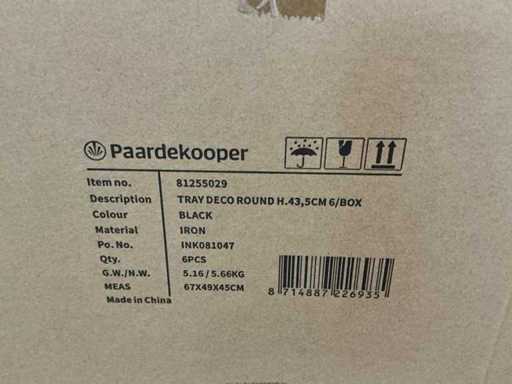 Paardekooper
Item no. 81255029
Description TRAY DECO ROUND H.43,5CM 6/BOX
Colour BLACK
Material IRON
Po. No. INK081047
Qty. 6PCS
G.W./N.W. 5.16 / 5.66KG
MEAS 67X49X45CM
Made in China
8 714887 226935